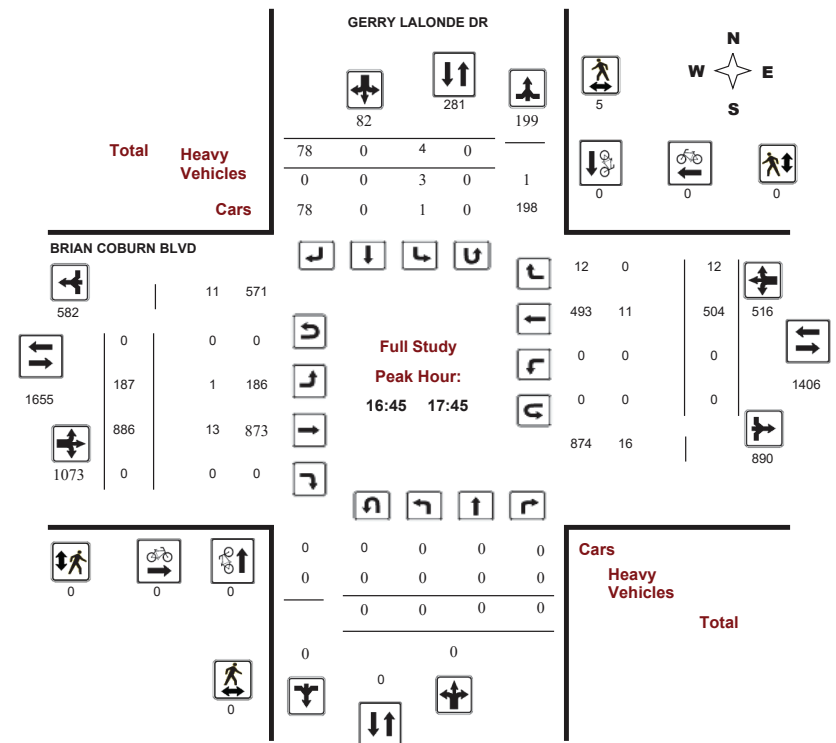 GERRY LALONDE DR
N
W E
S
281
82 199 5
Total Heavy Vehicles
78 0 4 0
0 0 3 0 1
Cars 78 0 1 0 198
0 0 0
BRIAN COBURN BLVD
582 11 571
12 0 12
493 11 504 516
0 0 0 0 0 0
1655 187 1 186 1406
0 0 0
886 13 873
874 16 890
1073 0 0 0
Full Study
Peak Hour:
16:45 17:45
0 0 0
0 0 0 0 0
0 0 0 0 0
0 0 0 0
0 0
0
0
Cars
Heavy
Vehicles
Total